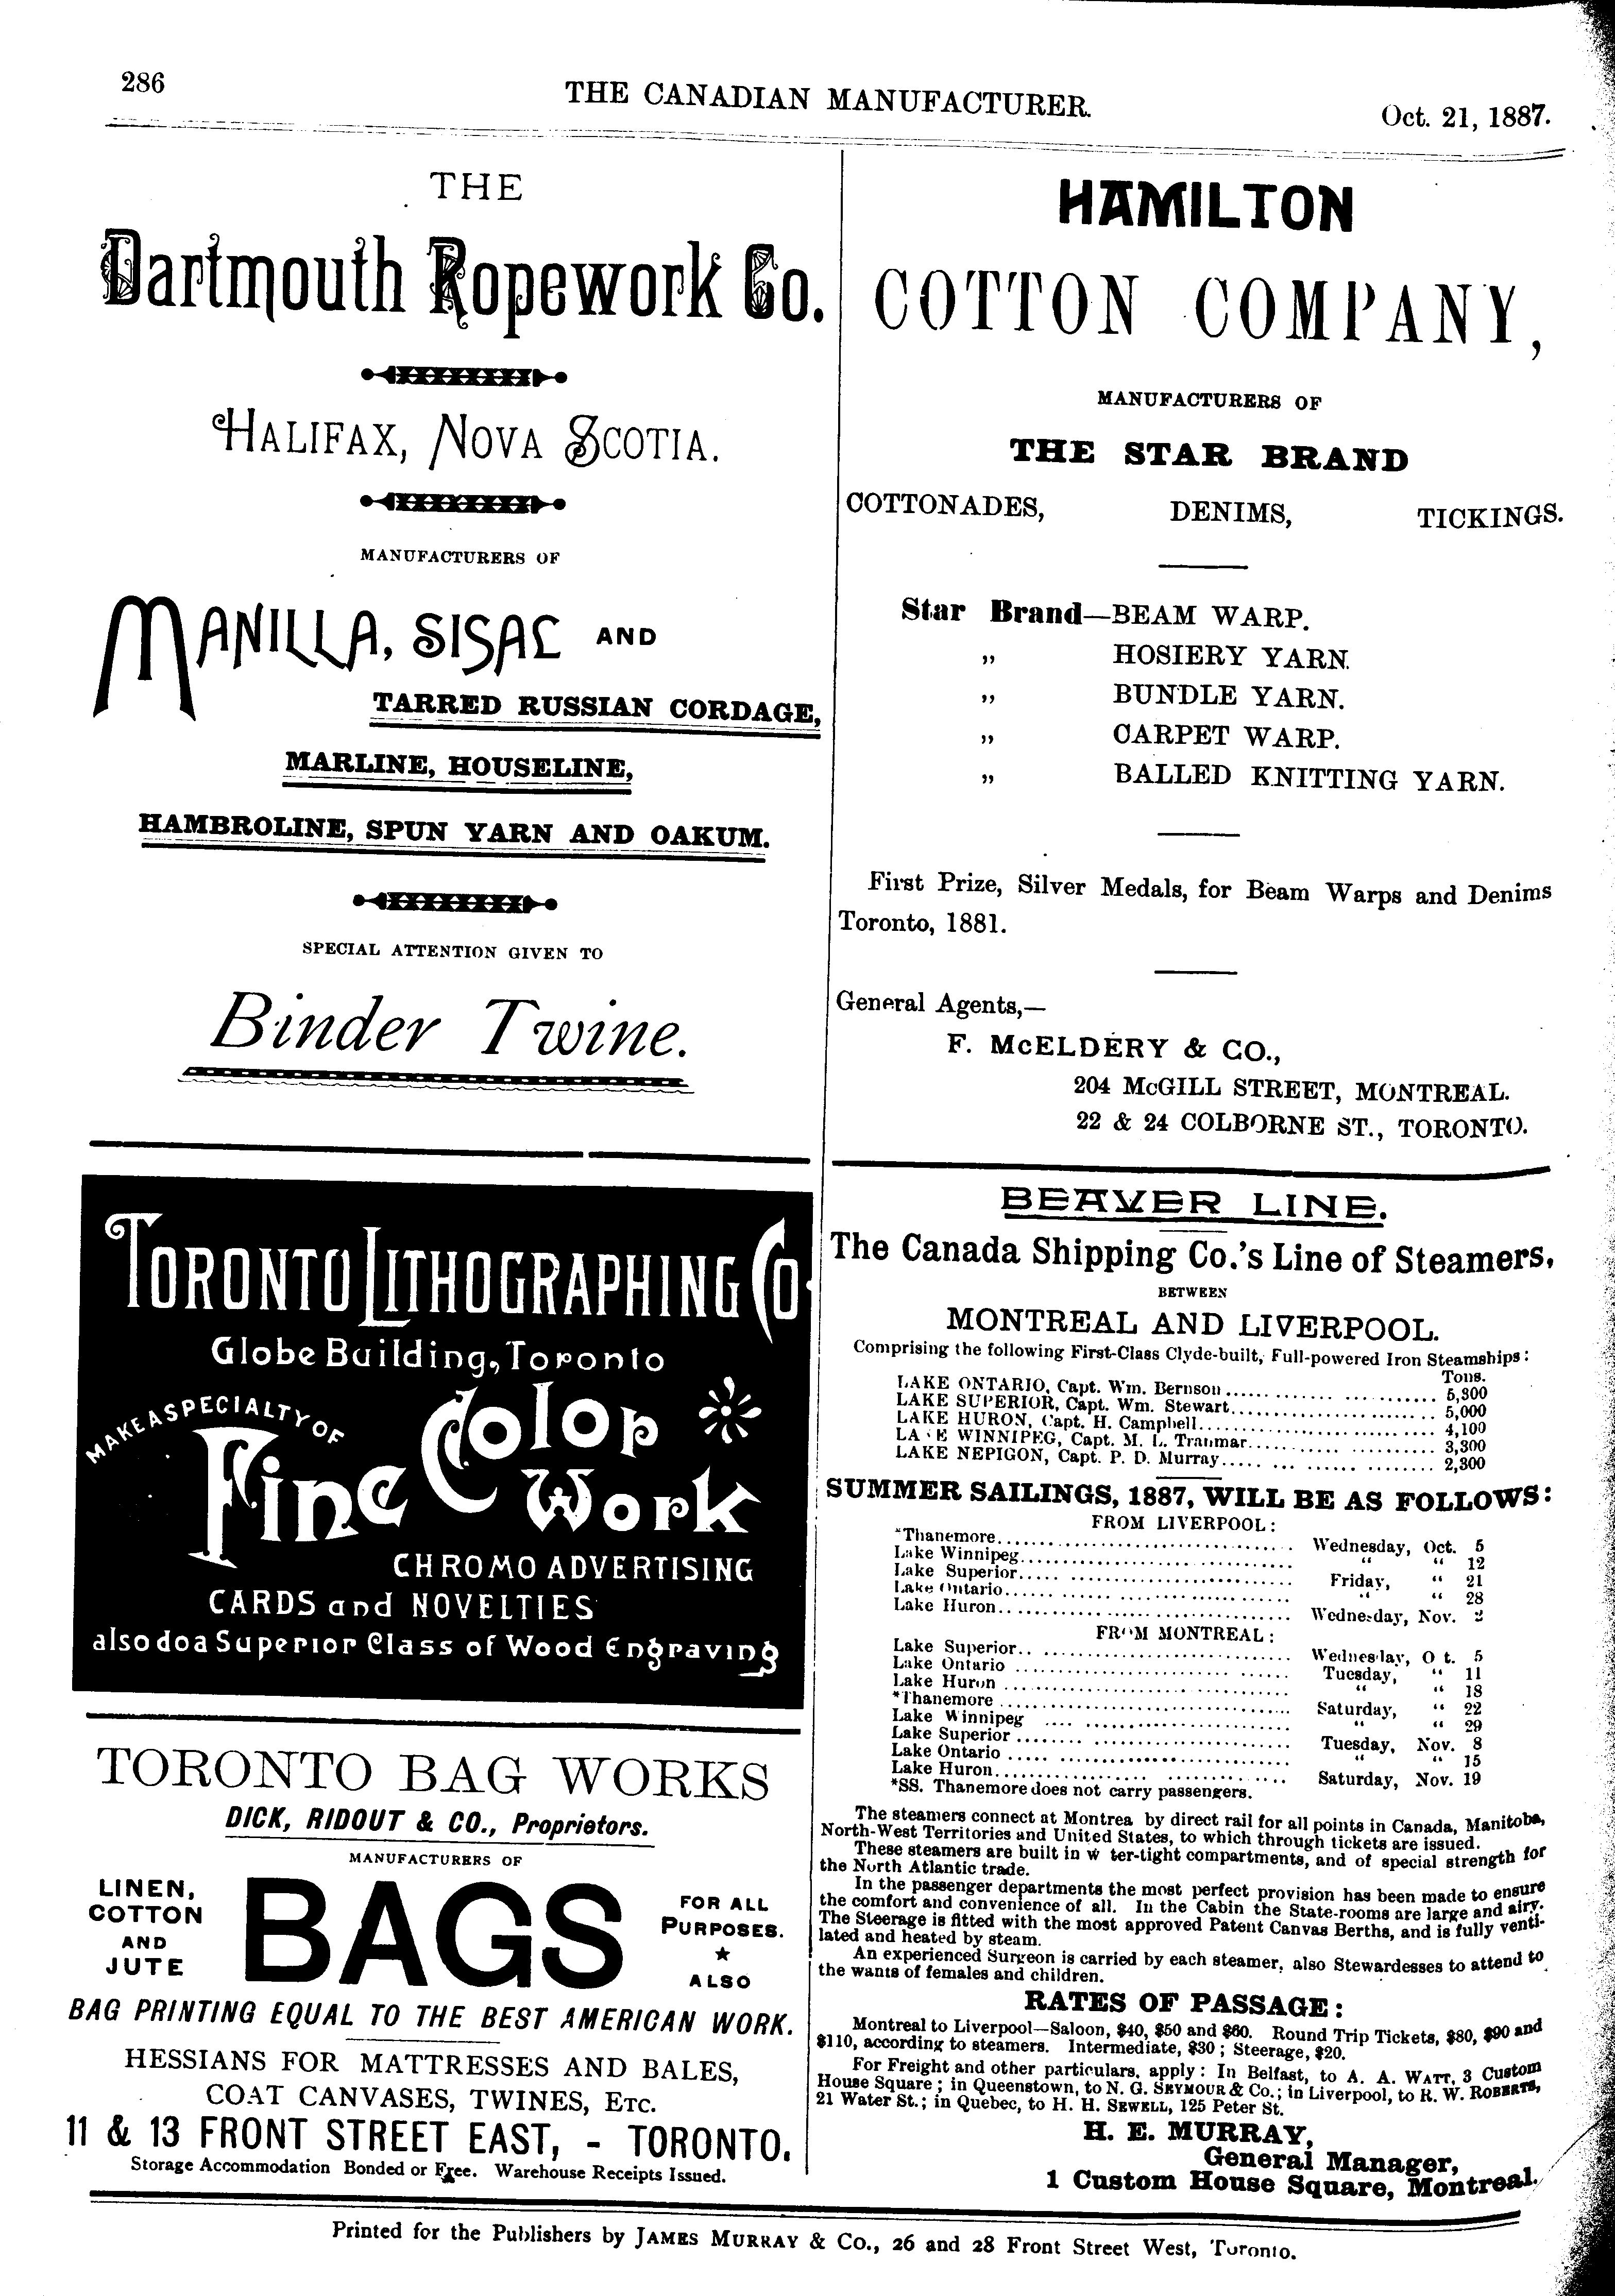 286
THE CANADIAN MANUFACTURER.
Oct. 21, 1887.
THE
Dartmouth Ropework Co.
HALIFAX, NOVA SCOTIA.
MANUFACTURERS OF
MANILLA, SISAL AND
TARRED RUSSIAN CORDAGE,
MARLINE, HOUSELINE,
HAMBROLINE, SPUN YARN AND OAKUM.
SPECIAL ATTENTION GIVEN TO
Binder Twine.
TORONTO LITHOGRAPHING CO.
Globe Building, Toronto
MAKE A SPECIALTY OF
Fine Color Work
CHROMO ADVERTISING
CARDS and NOVELTIES
also do a Superior Class of Wood Engraving
TORONTO BAG WORKS
DICK, RIDOUT & CO., Proprietors.
MANUFACTURERS OF
LINEN,
COTTON
AND
JUTE
BAGS
FOR ALL
PURPOSES.
★
ALSO
BAG PRINTING EQUAL TO THE BEST AMERICAN WORK.
HESSIANS FOR MATTRESSES AND BALES,
COAT CANVASES, TWINES, ETC.
11 & 13 FRONT STREET EAST, - TORONTO.
Storage Accommodation Bonded or Free. Warehouse Receipts Issued.
HAMILTON
COTTON COMPANY,
MANUFACTURERS OF
THE STAR BRAND
COTTONADES, DENIMS, TICKINGS.
Star Brand—BEAM WARP.
„ HOSIERY YARN.
„ BUNDLE YARN.
„ CARPET WARP.
„ BALLED KNITTING YARN.
First Prize, Silver Medals, for Beam Warps and Denims
Toronto, 1881.
General Agents,—
F. McELDERY & CO.,
204 McGILL STREET, MONTREAL.
22 & 24 COLBORNE ST., TORONTO.
BEAVER LINE.
The Canada Shipping Co.'s Line of Steamers,
BETWEEN
MONTREAL AND LIVERPOOL.
Comprising the following First-Class Clyde-built, Full-powered Iron Steamships:
Tons.
LAKE ONTARIO, Capt. Wm. Bernson.................. 5,300
LAKE SUPERIOR, Capt. Wm. Stewart.................. 5,000
LAKE HURON, Capt. H. Campbell.................. 4,100
LA E WINNIPEG, Capt. M. L. Tranmar.................. 3,300
LAKE NEPIGON, Capt. P. D. Murray.................. 2,300
SUMMER SAILINGS, 1887, WILL BE AS FOLLOWS:
FROM LIVERPOOL:
*Thanemore.................. Wednesday, Oct. 5
Lake Winnipeg.................. “ “ 12
Lake Superior.................. Friday, “ 21
Lake Ontario.................. “ “ 28
Lake Huron.................. Wednesday, Nov. 2
FROM MONTREAL:
Lake Superior.................. Wednesday, O t. 5
Lake Ontario.................. Tuesday, “ 11
Lake Huron.................. “ “ 18
*Thanemore.................. Saturday, “ 22
Lake Winnipeg.................. “ “ 29
Lake Superior.................. Tuesday, Nov. 8
Lake Ontario.................. “ “ 15
Lake Huron.................. Saturday, Nov. 19
*SS. Thanemore does not carry passengers.
The steamers connect at Montrea by direct rail for all points in Canada, Manitoba,
North-West Territories and United States, to which through tickets are issued.
These steamers are built in w ter-tight compartments, and of special strength for
the North Atlantic trade.
In the passenger departments the most perfect provision has been made to ensure
the comfort and convenience of all. In the Cabin the State-rooms are large and airy.
The Steerage is fitted with the most approved Patent Canvas Berths, and is fully venti-
lated and heated by steam.
An experienced Surgeon is carried by each steamer, also Stewardesses to attend to
the wants of females and children.
RATES OF PASSAGE:
Montreal to Liverpool—Saloon, $40, $50 and $60. Round Trip Tickets, $80, $90 and
$110, according to steamers. Intermediate, $30; Steerage, $20.
For Freight and other particulars, apply: In Belfast, to A. A. WATT, 3 Custom
House Square; in Queenstown, to N. G. SEYMOUR & Co.; in Liverpool, to R. W. ROBERTS,
21 Water St.; in Quebec, to H. H. SEWELL, 125 Peter St.
H. E. MURRAY,
General Manager,
1 Custom House Square, Montreal.
Printed for the Publishers by JAMES MURRAY & CO., 26 and 28 Front Street West, Toronto.